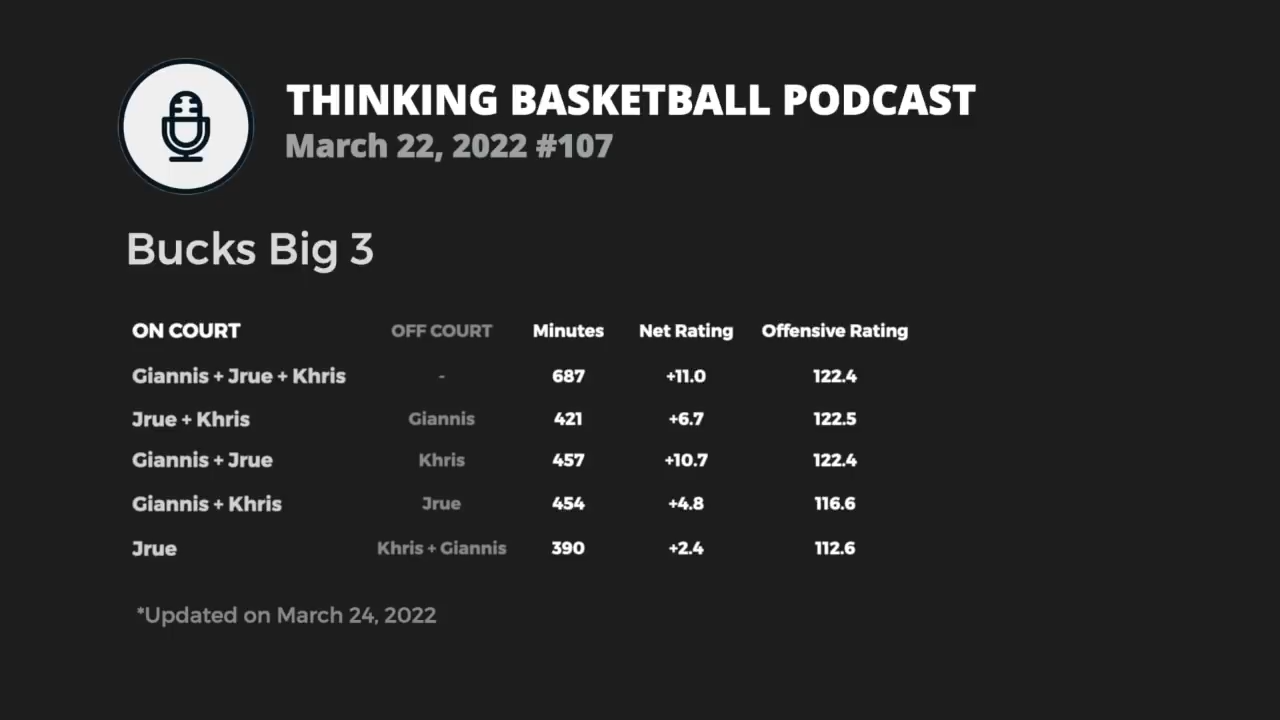 THINKING BASKETBALL PODCAST
March 22, 2022 #107
Bucks Big 3
ON COURT OFF COURT Minutes Net Rating Offensive Rating
Giannis + Jrue + Khris - 687 +11.0 122.4
Jrue + Khris Giannis 421 +6.7 122.5
Giannis + Jrue Khris 457 +10.7 122.4
Giannis + Khris Jrue 454 +4.8 116.6
Jrue Khris + Giannis 390 +2.4 112.6
*Updated on March 24, 2022